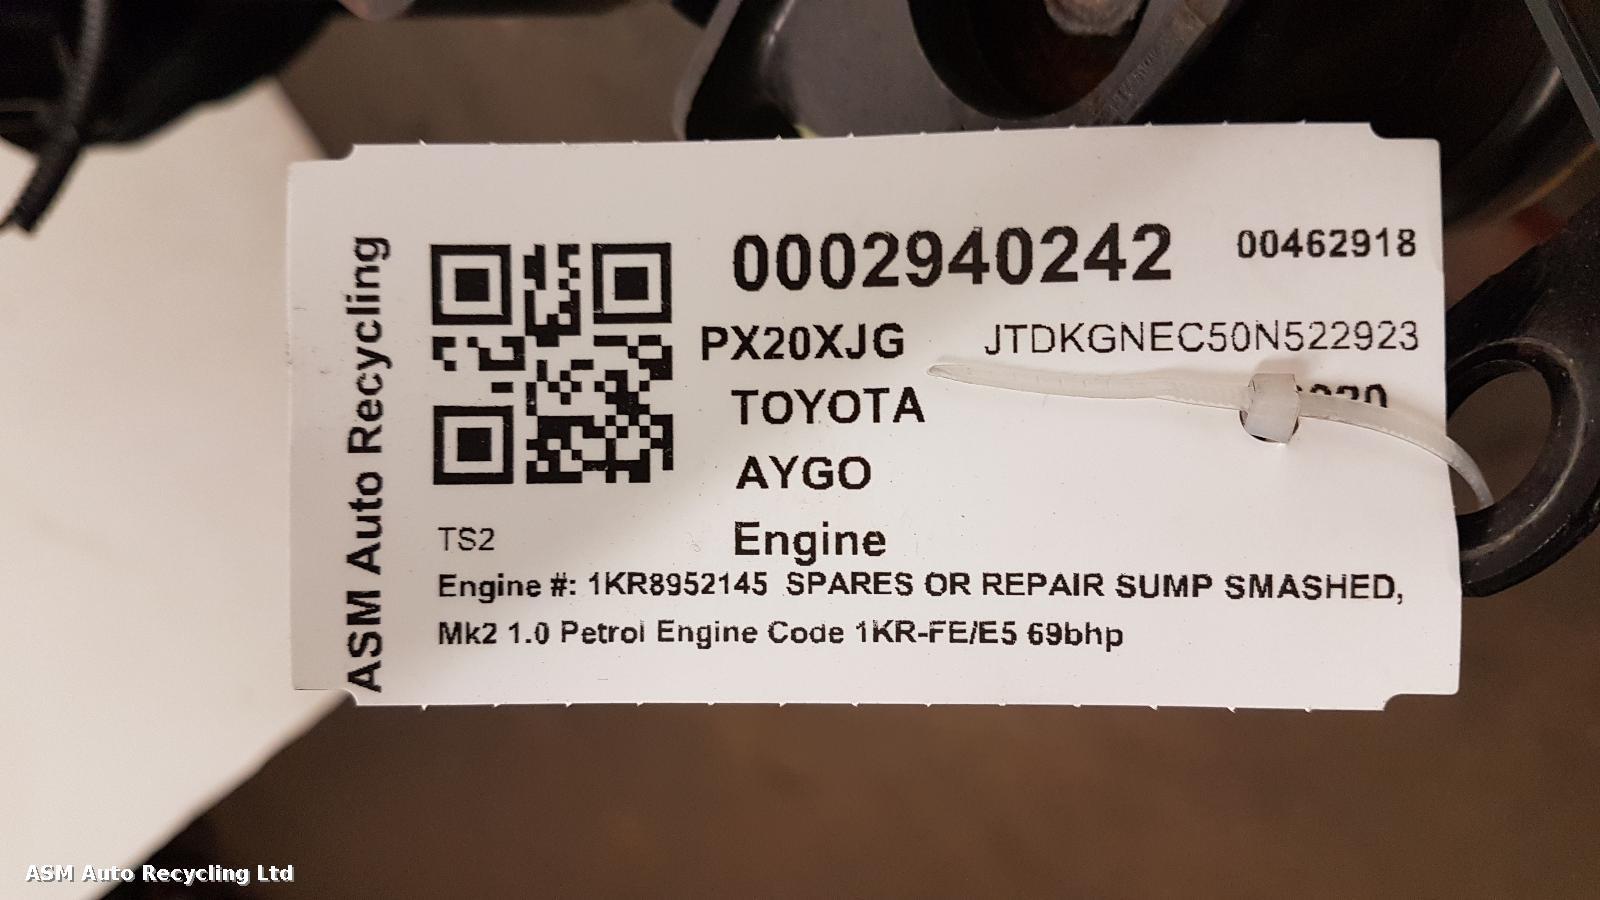 ASM Auto Recycling
0002940242 00462918
PX20XJG JTDKGNEC50N522923
TOYOTA
AYGO
TS2 Engine
Engine #: 1KR8952145 SPARES OR REPAIR SUMP SMASHED,
Mk2 1.0 Petrol Engine Code 1KR-FE/E5 69bhp
ASM Auto Recycling Ltd